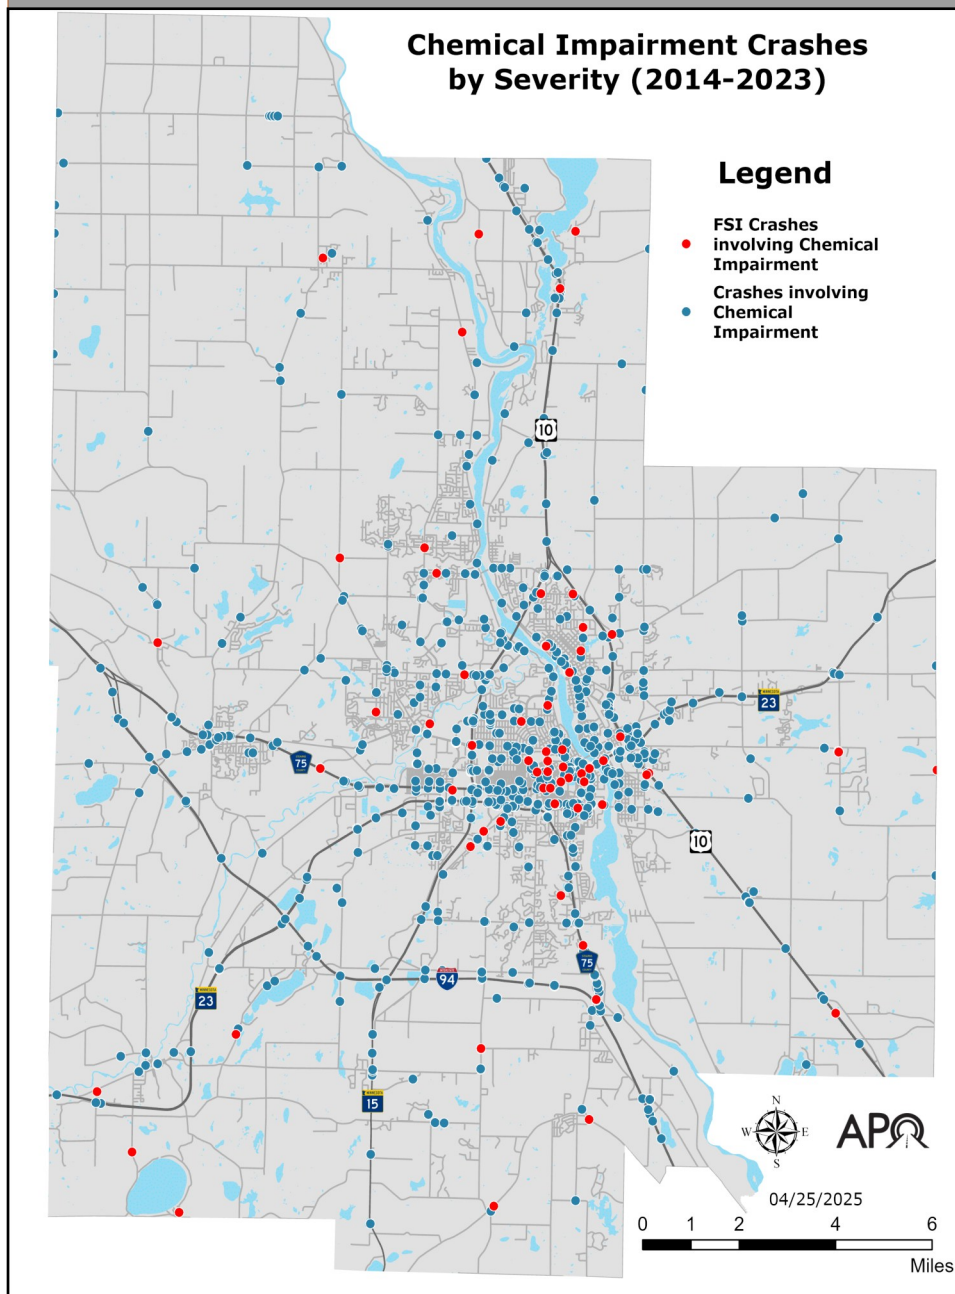 Chemical Impairment Crashes
by Severity (2014-2023)
Legend
FSI Crashes
involving Chemical
Impairment
Crashes involving
Chemical
Impairment
10
23
75
10
75
94
23
15
N
W E
S
APO
04/25/2025
0 1 2 4 6
Miles